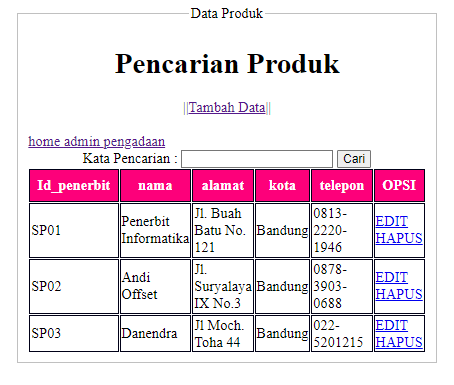 Data Produk
Pencarian Produk
||Tambah Data||
home admin pengadaan
Kata Pencarian : Cari
Id_penerbit nama alamat kota telepon OPSI
SP01 Penerbit Informatika Jl. Buah Batu No. 121 Bandung 0813-2220-1946 EDIT HAPUS
SP02 Andi Offset Jl. Suryalaya IX No.3 Bandung 0878-3903-0688 EDIT HAPUS
SP03 Danendra Jl Moch. Toha 44 Bandung 022-5201215 EDIT HAPUS